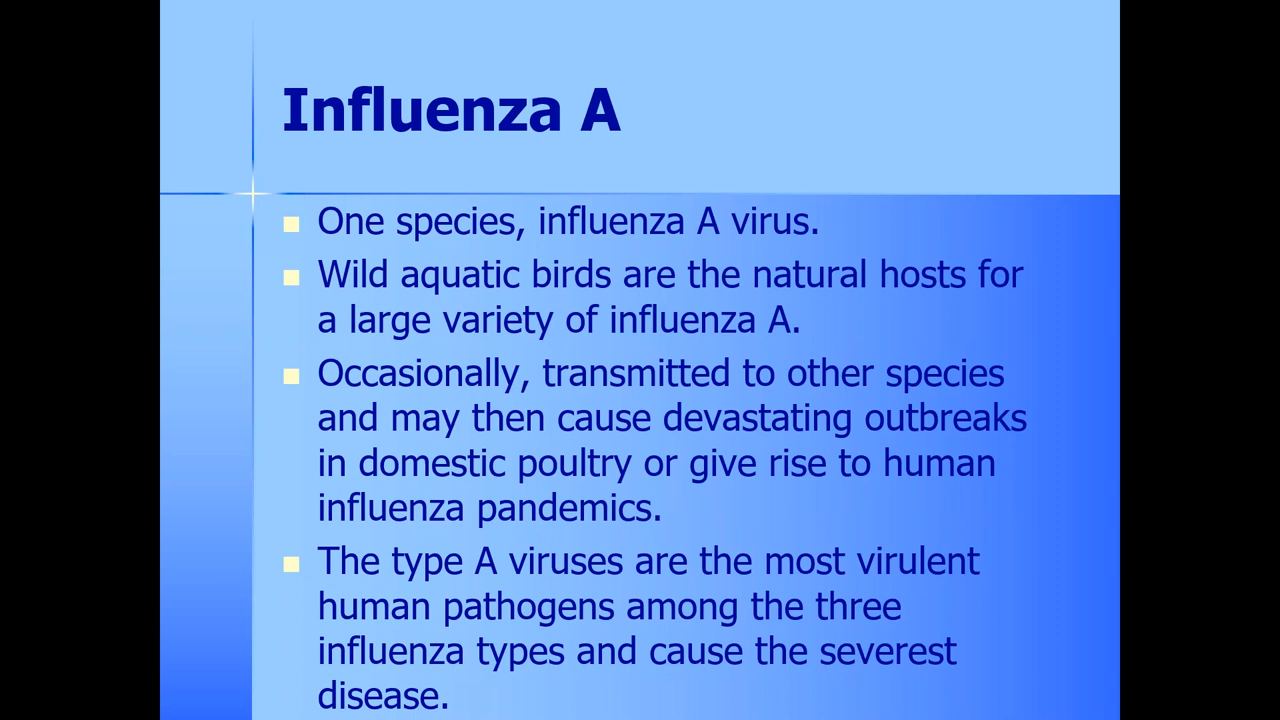 Influenza A
One species, influenza A virus.
Wild aquatic birds are the natural hosts for
a large variety of influenza A.
Occasionally, transmitted to other species
and may then cause devastating outbreaks
in domestic poultry or give rise to human
influenza pandemics.
The type A viruses are the most virulent
human pathogens among the three
influenza types and cause the severest
disease.